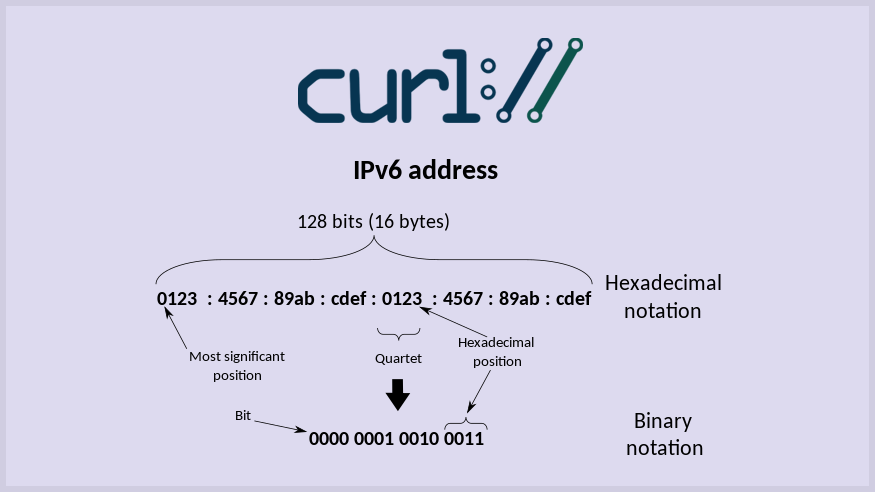 curl://
IPv6 address
128 bits (16 bytes)
0123 : 4567 : 89ab : cdef : 0123 : 4567 : 89ab : cdef
Hexadecimal
notation
Most significant
position
Quartet
Hexadecimal
position
Bit
0000 0001 0010 0011
Binary
notation